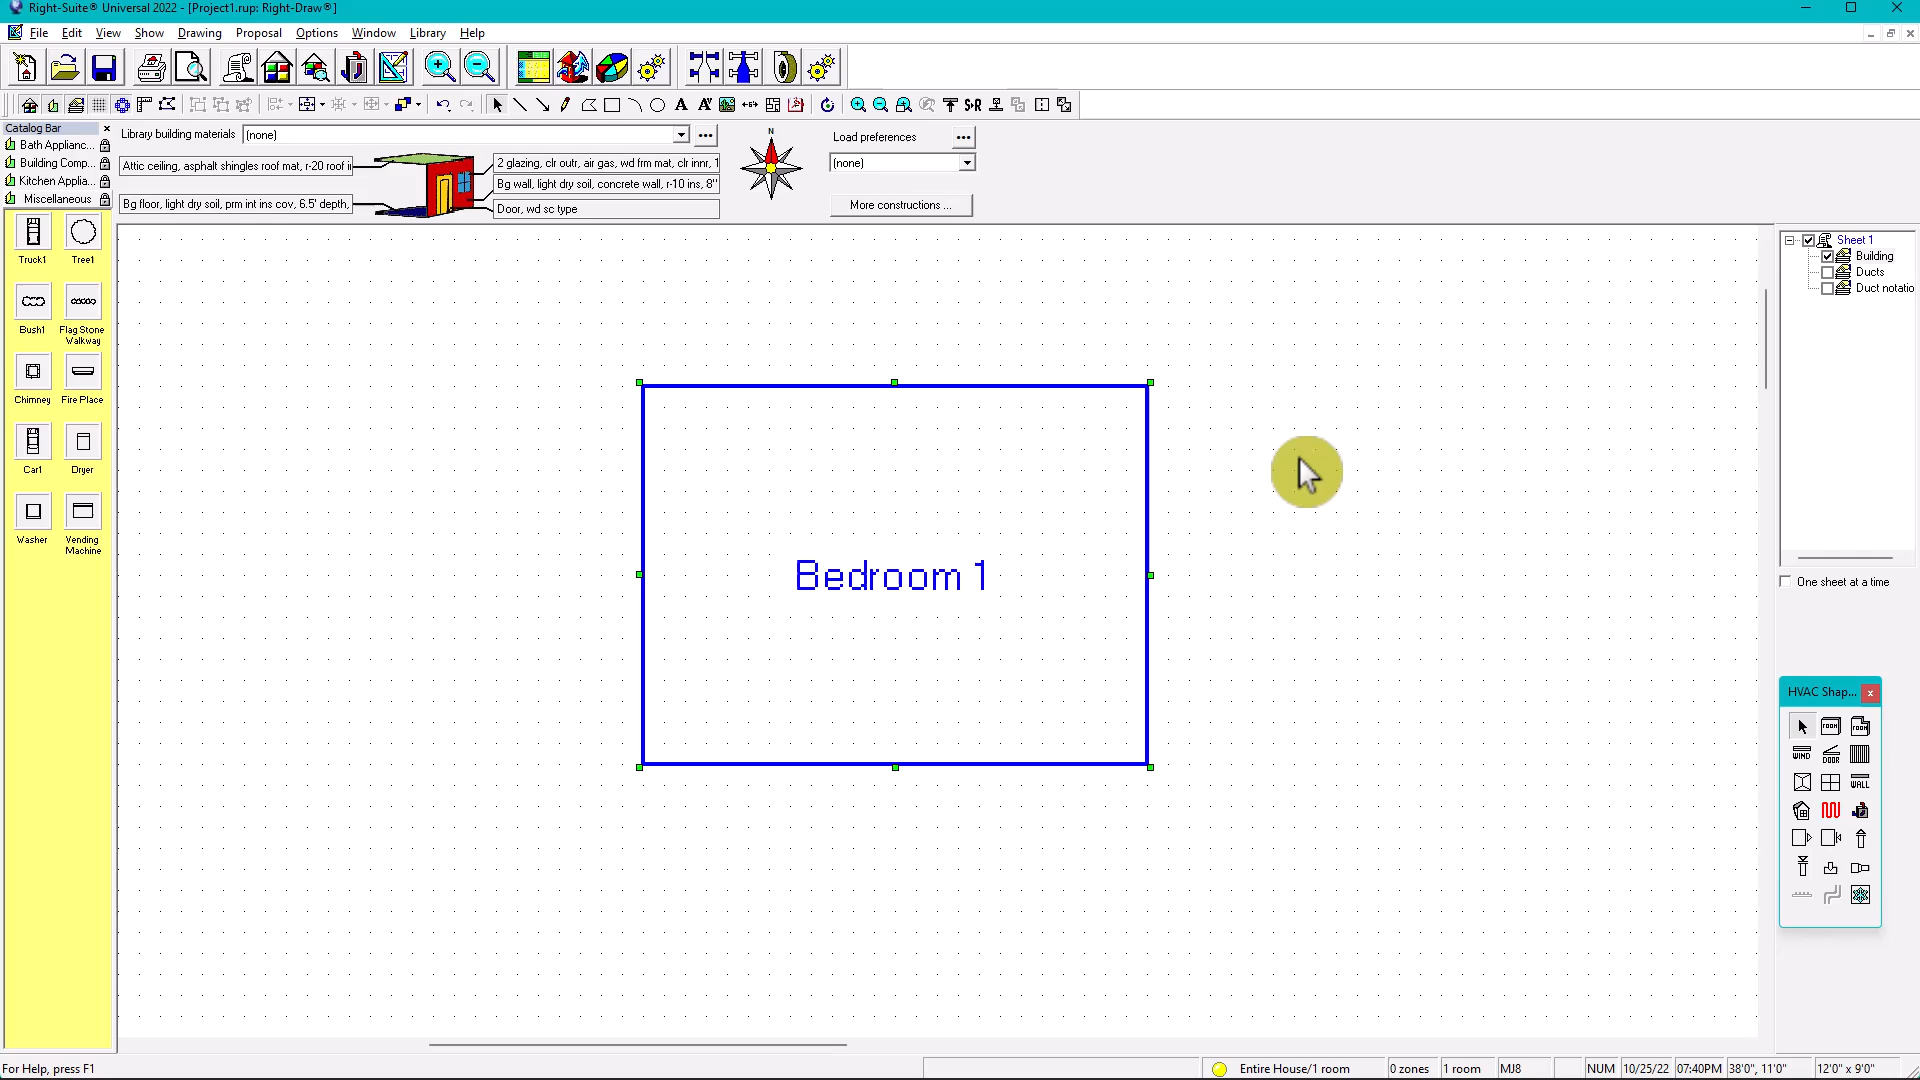 Right-Suite® Universal 2022 - [Project1.rup: Right-Draw®]
File Edit View Show Drawing Proposal Options Window Library Help
S-R
Catalog Bar
Bath Applianc...
Building Comp...
Kitchen Applia...
Miscellaneous
Library building materials (none)
Attic ceiling, asphalt shingles roof mat, r-20 roof i
Bg floor, light dry soil, prm int ins cov, 6.5' depth,
2 glazing, clr outr, air gas, wd frm mat, clr innr, 1
Bg wall, light dry soil, concrete wall, r-10 ins, 8"
Door, wd sc type
N
Load preferences
(none)
More constructions ...
Truck1 Tree1
Bush1 Flag Stone
Walkway
Chimney Fire Place
Car1 Dryer
Washer Vending
Machine
Bedroom 1
Sheet 1
Building
Ducts
Duct notatio
One sheet at a time
HVAC Shap... x
ROOM ROOM
WIND DOOR
WALL
For Help, press F1
Entire House/1 room 0 zones 1 room MJ8 NUM 10/25/22 07:40PM 38'0", 11'0" 12'0" x 9'0"